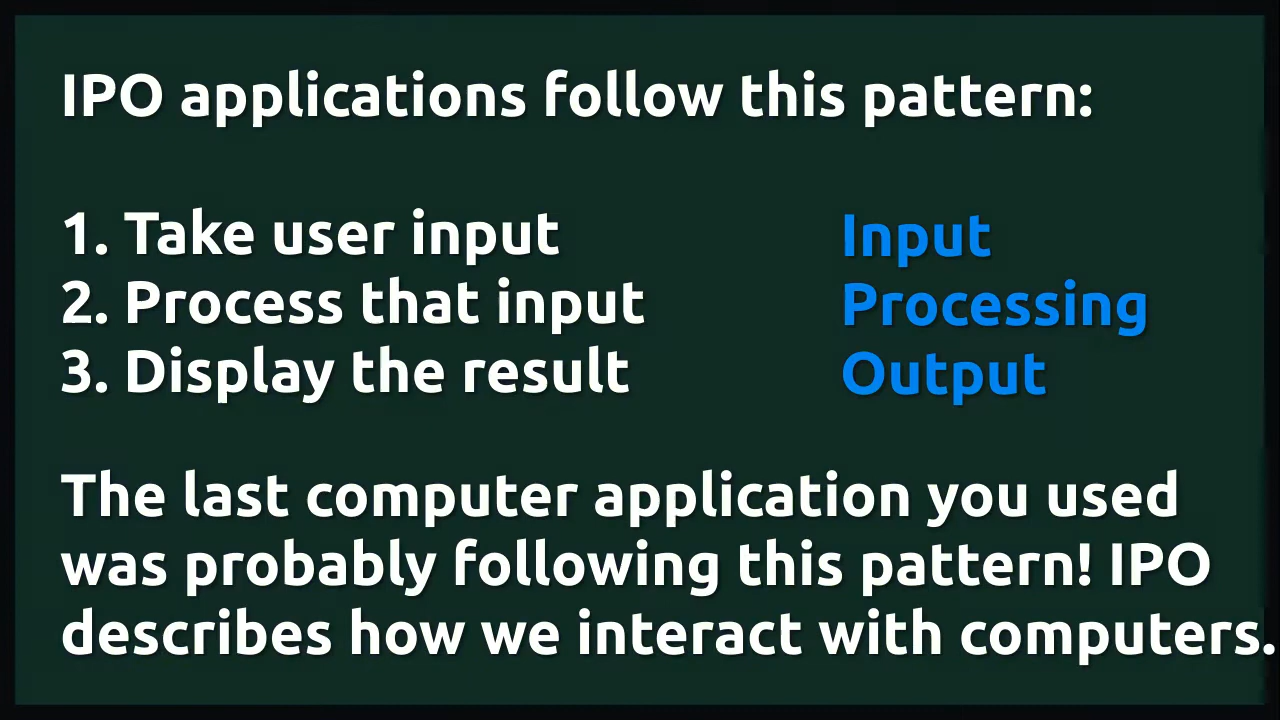 IPO applications follow this pattern:
1. Take user input Input
2. Process that input Processing
3. Display the result Output
The last computer application you used
was probably following this pattern! IPO
describes how we interact with computers.